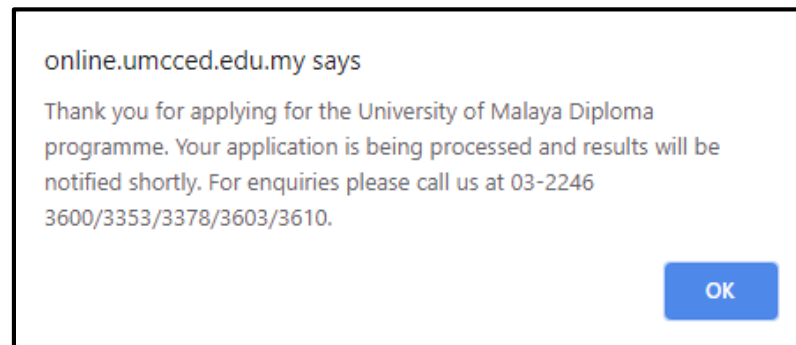 online.umcced.edu.my says
Thank you for applying for the University of Malaya Diploma
programme. Your application is being processed and results will be
notified shortly. For enquiries please call us at 03-2246
3600/3353/3378/3603/3610.
OK